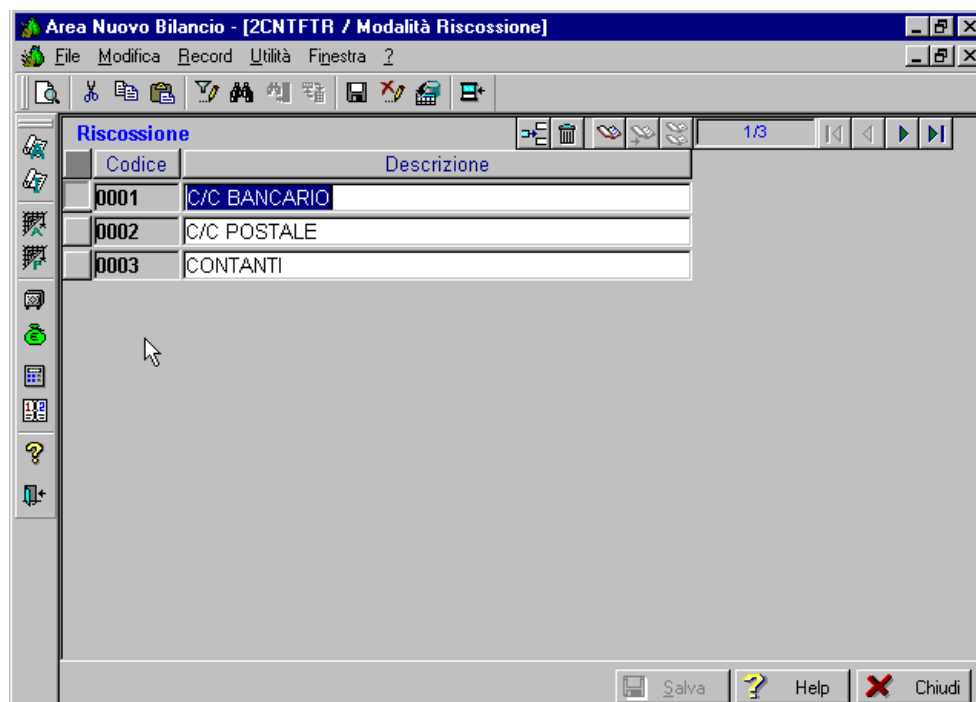 Area Nuovo Bilancio - [2CNTFTR / Modalità Riscossione]
File Modifica Record Utilità Finestra ?
Riscossione 1/3
Codice Descrizione
0001 C/C BANCARIO
0002 C/C POSTALE
0003 CONTANTI
Salva Help Chiudi